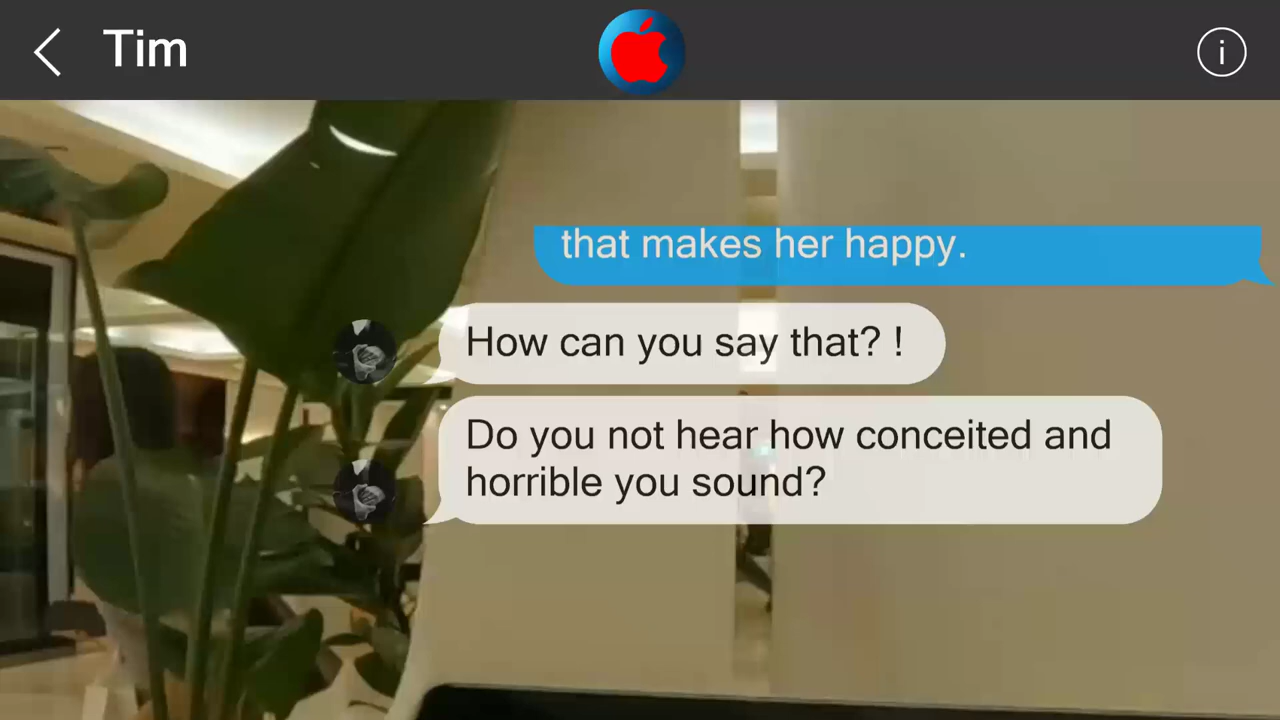 Tim
i
that makes her happy.
How can you say that? !
Do you not hear how conceited and
horrible you sound?